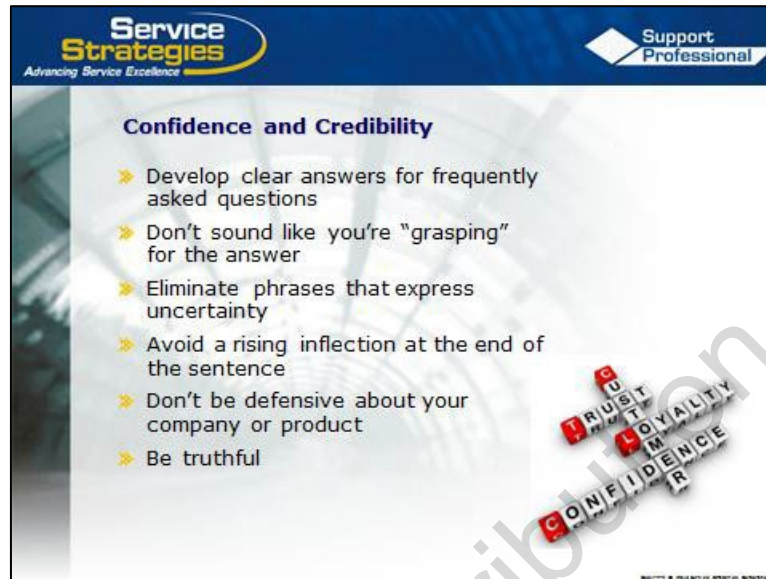 Service
Strategies
Advancing Service Excellence
Support
Professional
Confidence and Credibility
» Develop clear answers for frequently
asked questions
» Don't sound like you're “grasping”
for the answer
» Eliminate phrases that express
uncertainty
» Avoid a rising inflection at the end of
the sentence
» Don't be defensive about your
company or product
» Be truthful
CUSTOMER
TRUST
LOYALTY
CONFIDENCE
ribution